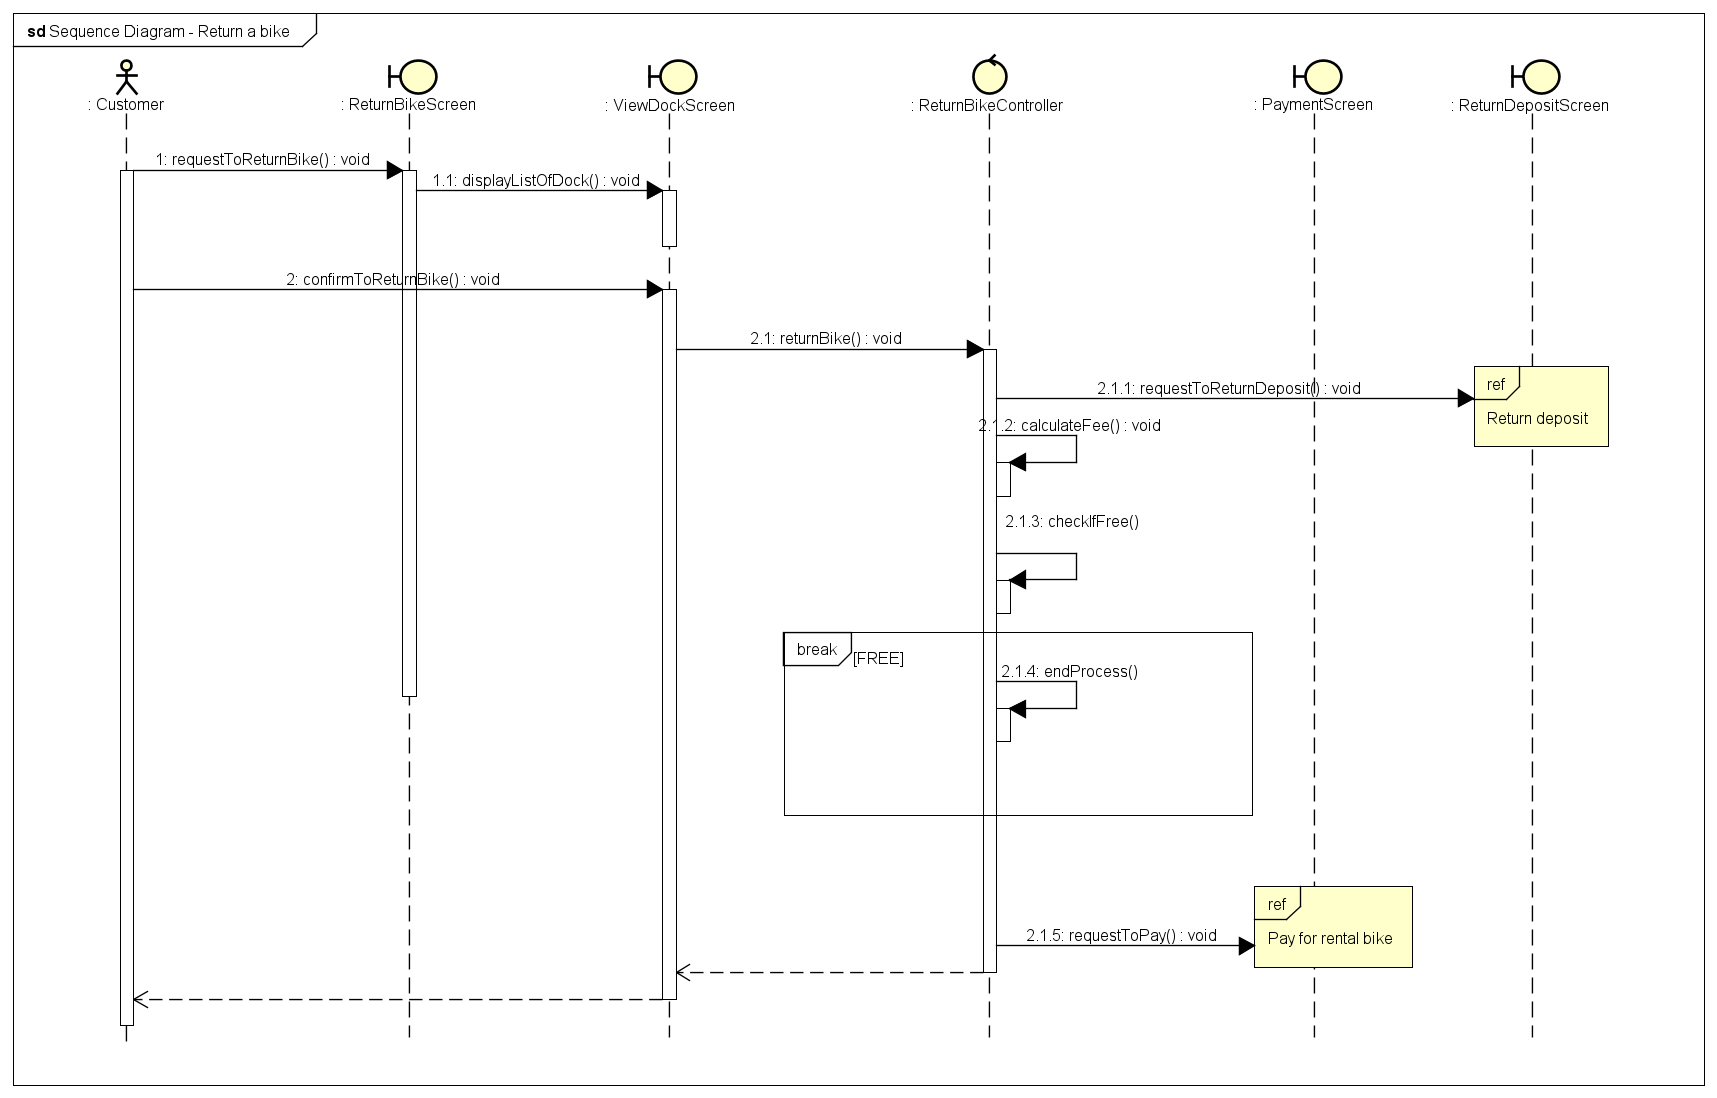 sd Sequence Diagram - Return a bike
: Customer
: ReturnBikeScreen
: ViewDockScreen
: ReturnBikeController
: PaymentScreen
: ReturnDepositScreen
1: requestToReturnBike() : void
1.1: displayListOfDock() : void
2: confirmToReturnBike() : void
2.1: returnBike() : void
ref
2.1.1: requestToReturnDeposit() : void
Return deposit
2.1.2: calculateFee() : void
2.1.3: checkIfFree()
break
[FREE]
2.1.4: endProcess()
ref
2.1.5: requestToPay() : void
Pay for rental bike